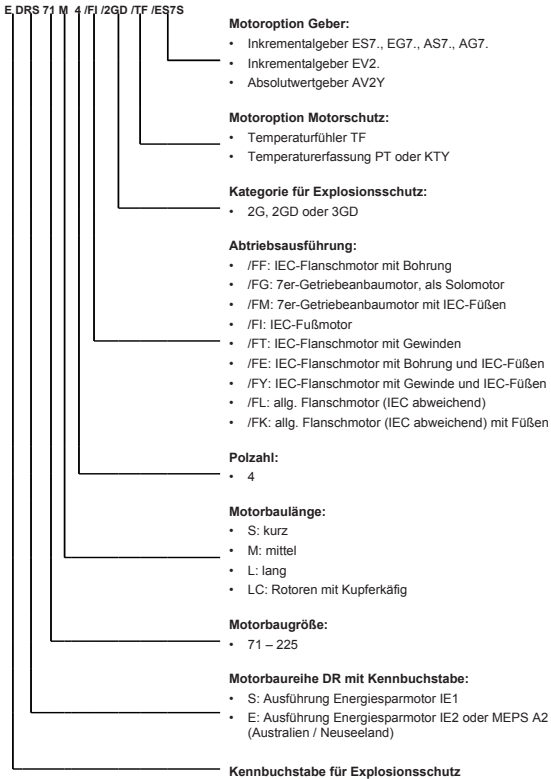 E DRS 71 M 4 /FI /2GD /TF /ES7S
Motoroption Geber:
• Inkrementalgeber ES7., EG7., AS7., AG7.
• Inkrementalgeber EV2.
• Absolutwertgeber AV2Y
Motoroption Motorschutz:
• Temperaturfühler TF
• Temperaturerfassung PT oder KTY
Kategorie für Explosionsschutz:
• 2G, 2GD oder 3GD
Abtriebsausführung:
• /FF: IEC-Flanschmotor mit Bohrung
• /FG: 7er-Getriebeanbaumotor, als Solomotor
• /FM: 7er-Getriebeanbaumotor mit IEC-Füßen
• /FI: IEC-Fußmotor
• /FT: IEC-Flanschmotor mit Gewinden
• /FE: IEC-Flanschmotor mit Bohrung und IEC-Füßen
• /FY: IEC-Flanschmotor mit Gewinde und IEC-Füßen
• /FL: allg. Flanschmotor (IEC abweichend)
• /FK: allg. Flanschmotor (IEC abweichend) mit Füßen
Polzahl:
• 4
Motorbaulänge:
• S: kurz
• M: mittel
• L: lang
• LC: Rotoren mit Kupferkäfig
Motorbaugröße:
• 71 – 225
Motorbaureihe DR mit Kennbuchstabe:
• S: Ausführung Energiesparmotor IE1
• E: Ausführung Energiesparmotor IE2 oder MEPS A2
(Australien / Neuseeland)
Kennbuchstabe für Explosionsschutz